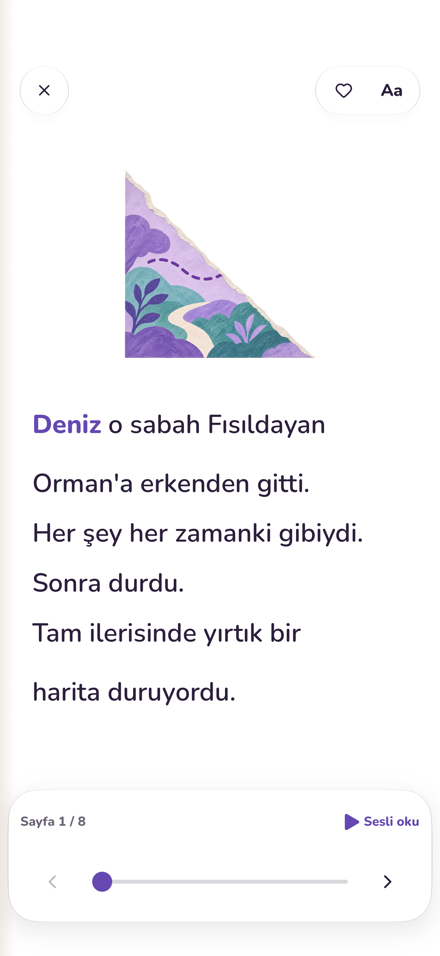 Aa
Deniz o sabah Fısıldayan
Orman'a erkenden gitti.
Her şey her zamanki gibiydi.
Sonra durdu.
Tam ilerisinde yırtık bir
harita duruyordu.
Sayfa 1 / 8
Sesli oku